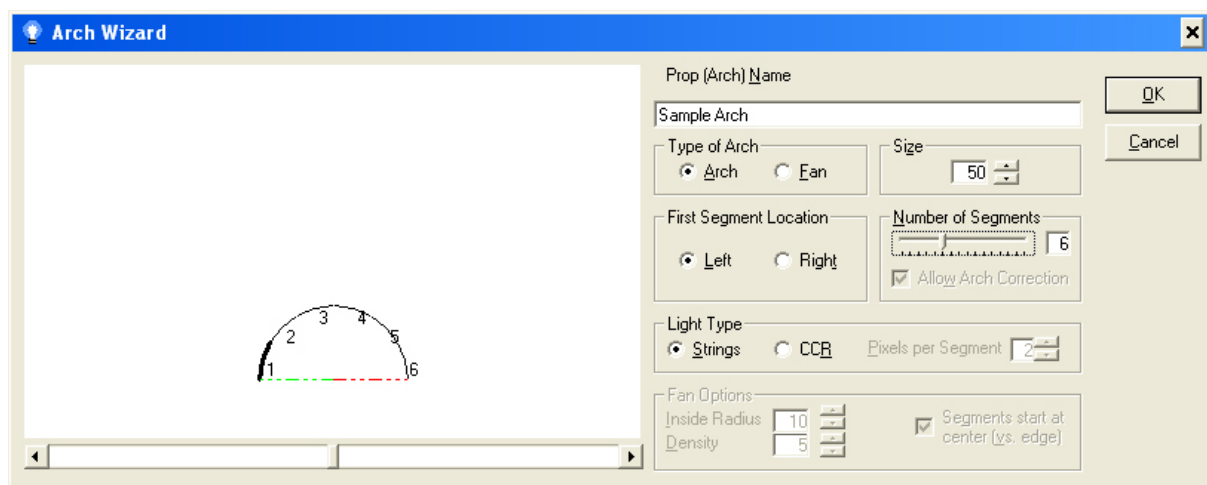 Arch Wizard
Prop (Arch) Name
Sample Arch
OK
Cancel
Type of Arch
Arch
Fan
Size
50
First Segment Location
Left
Right
Number of Segments
6
Allow Arch Correction
Light Type
Strings
CCR
Pixels per Segment
2
Fan Options
Inside Radius
10
Density
5
Segments start at
center (vs. edge)
1
2
3
4
5
6